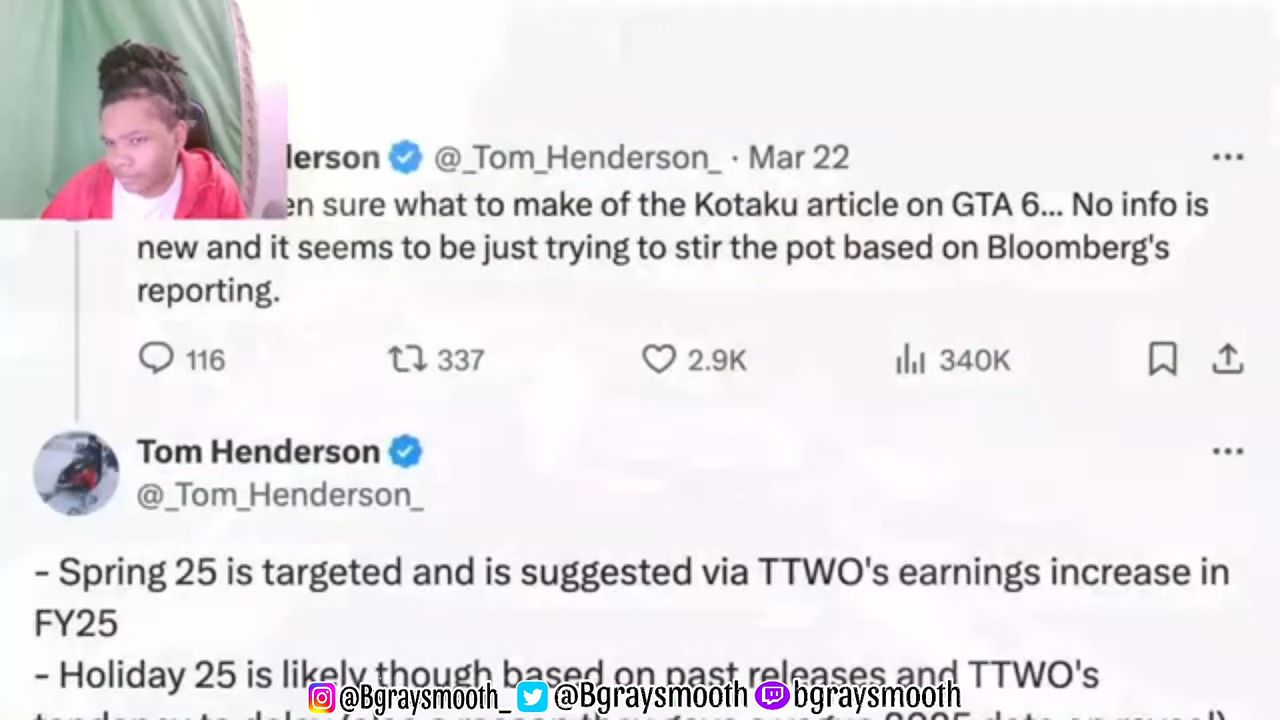 lerson @_Tom_Henderson_ · Mar 22
en sure what to make of the Kotaku article on GTA 6... No info is
new and it seems to be just trying to stir the pot based on Bloomberg's
reporting.
116 337 2.9K 340K
Tom Henderson
@_Tom_Henderson_
- Spring 25 is targeted and is suggested via TTWO's earnings increase in
FY25
- Holiday 25 is likely though based on past releases and TTWO's
@Bgraysmooth_ @Bgraysmooth bgraysmooth